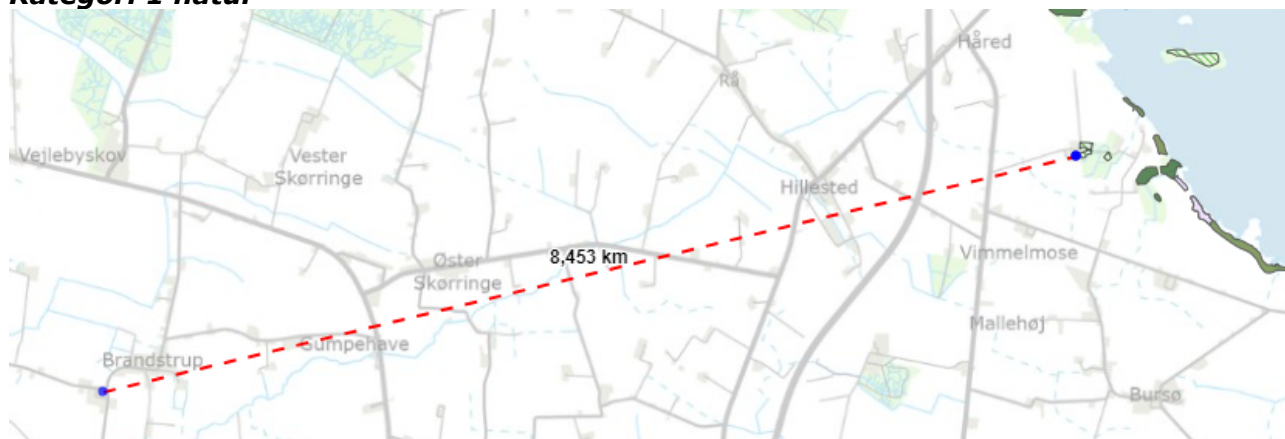 Kategori 1 natur
Håred
Rå
Vejlebyskov
Vester
Skørringe
Hillested
Øster
Skørringe
8,453 km
Vimmelmose
Mallehøj
Gumpehave
Brandstrup
Bursø